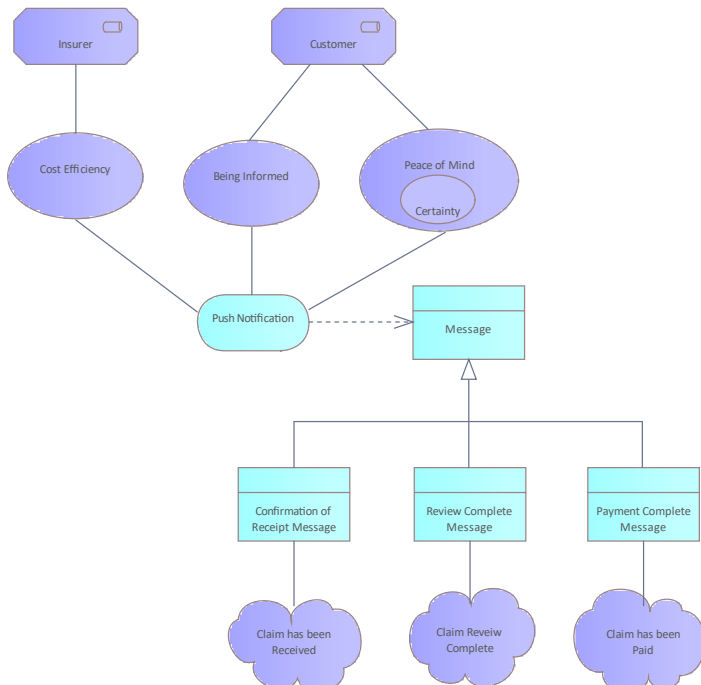 Insurer
Customer
Cost Efficiency
Being Informed
Peace of Mind
Certainty
Push Notification
Message
Confirmation of
Receipt Message
Review Complete
Message
Payment Complete
Message
Claim has been
Received
Claim Reveiw
Complete
Claim has been
Paid